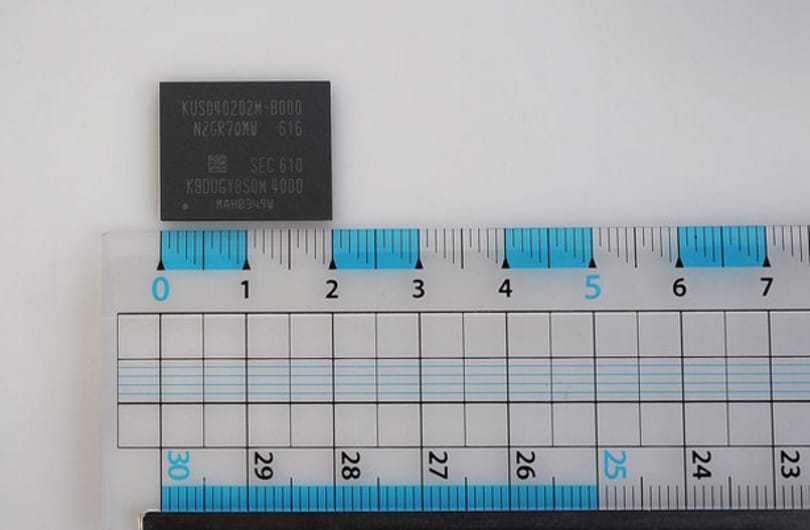 KUS040202M-B000
N2GR70MW 616
SEC 610
K9DUGY8S0M 4000
MAH0349W
0 1 2 3 4 5 6 7
30 29 28 27 26 25 24 23